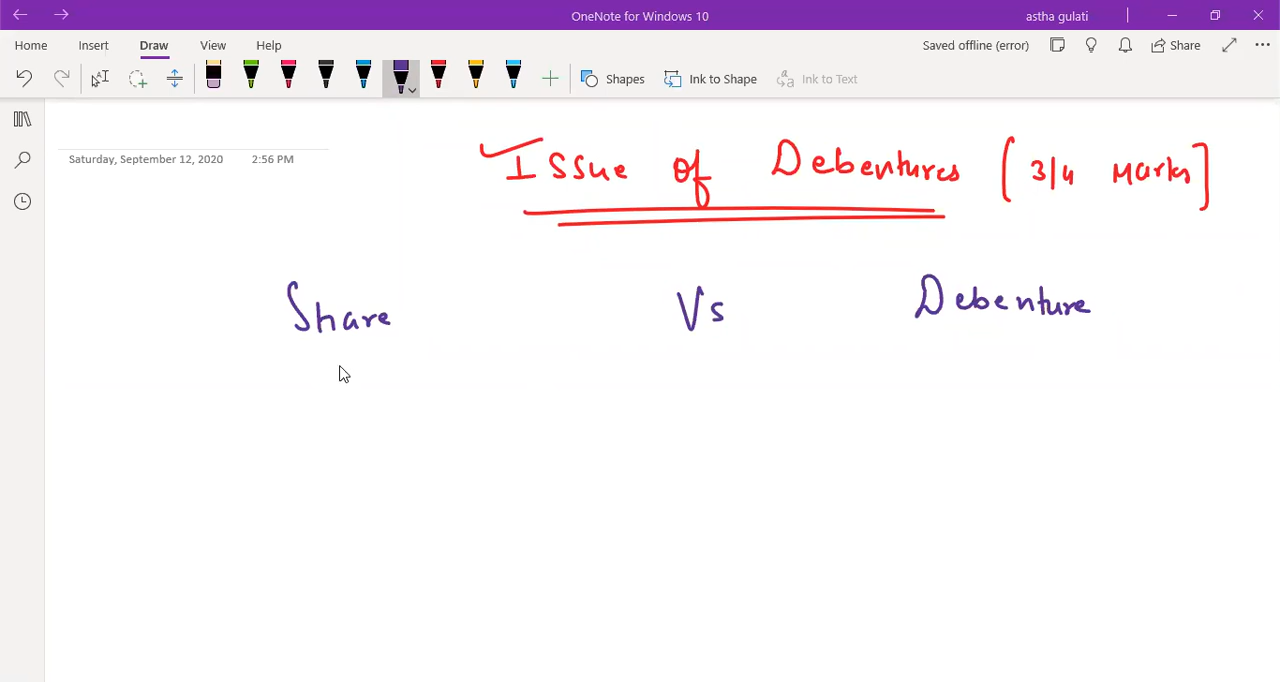 OneNote for Windows 10
astha gulati
Home Insert Draw View Help
Saved offline (error) Share
Shapes Ink to Shape Ink to Text
Saturday, September 12, 2020 2:56 PM
Issue of Debentures [3/4 Marks]
Share Vs Debenture